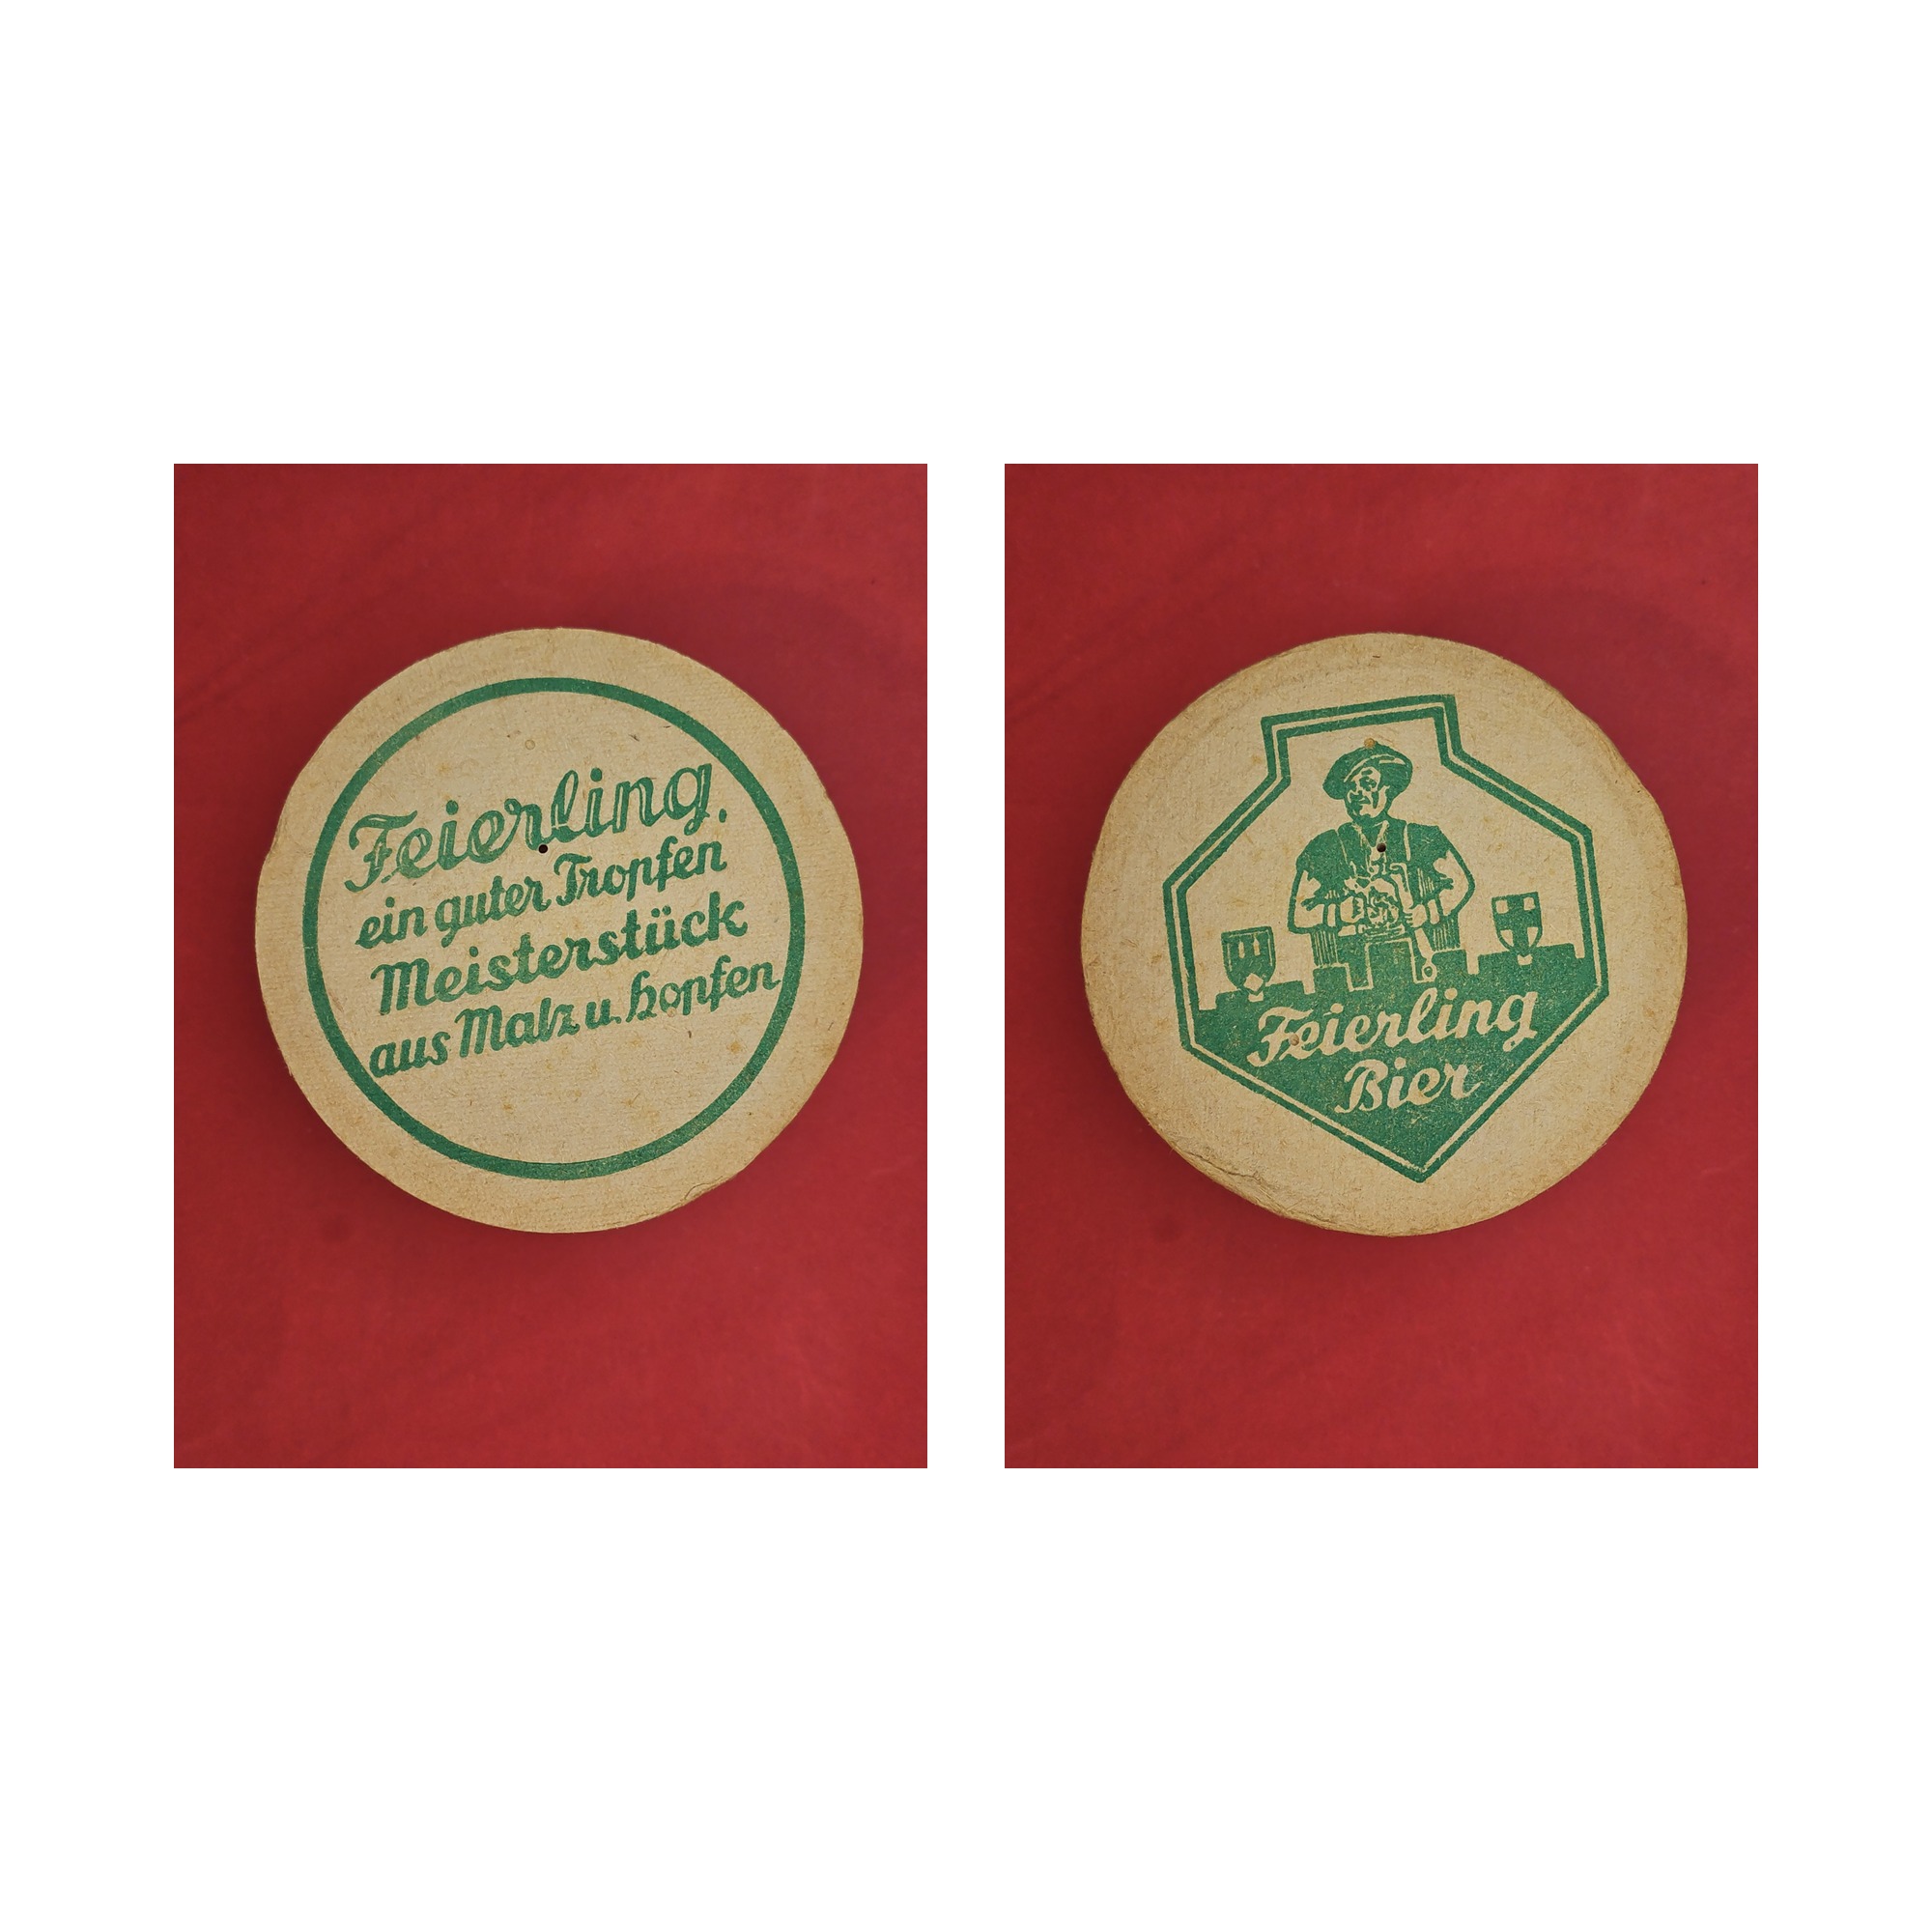 Feierling,
ein guter Tropfen
Meisterstück
aus Malz u. Hopfen
Feierling
Bier